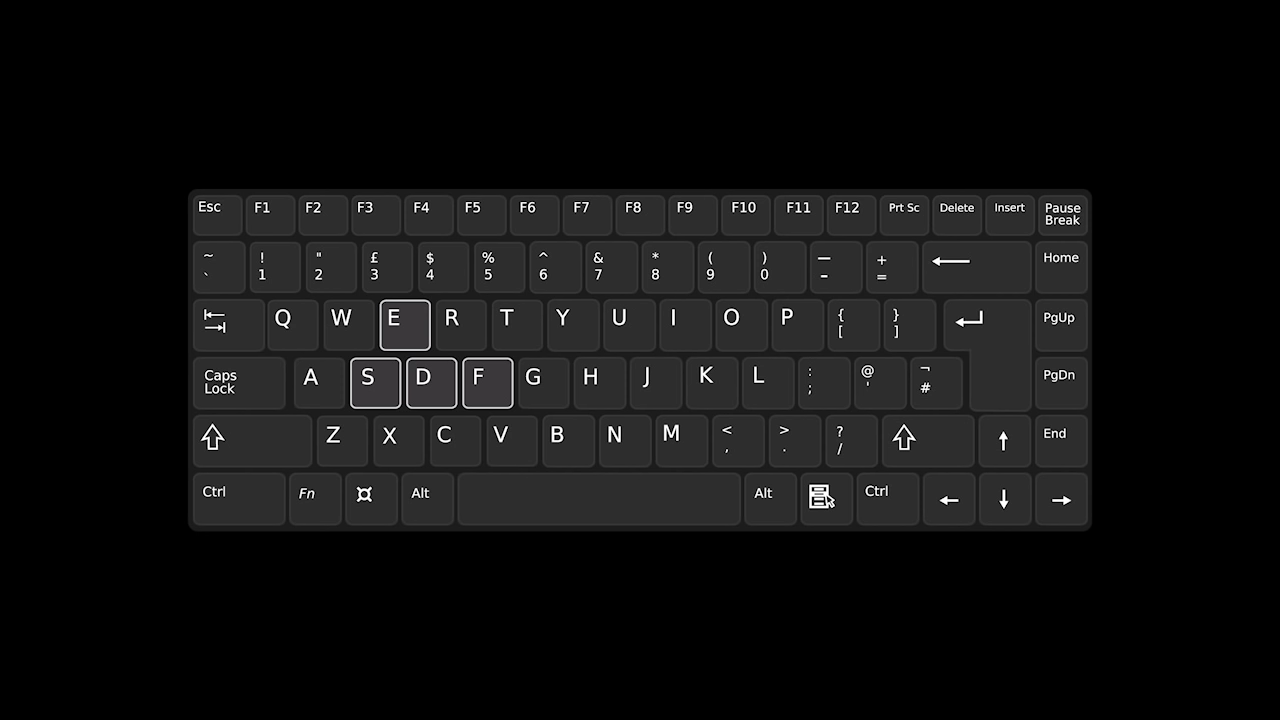 Esc F1 F2 F3 F4 F5 F6 F7 F8 F9 F10 F11 F12 Prt Sc Delete Insert Pause
Break
~ ! " £ $ % ^ & * ( ) — + Home
` 1 2 3 4 5 6 7 8 9 0 - =
Q W E R T Y U I O P { } PgUp
[ ]
Caps A S D F G H J K L : @ ¬ PgDn
Lock ; ' #
Z X C V B N M < > ? End
, . /
Ctrl Fn Alt Alt Ctrl